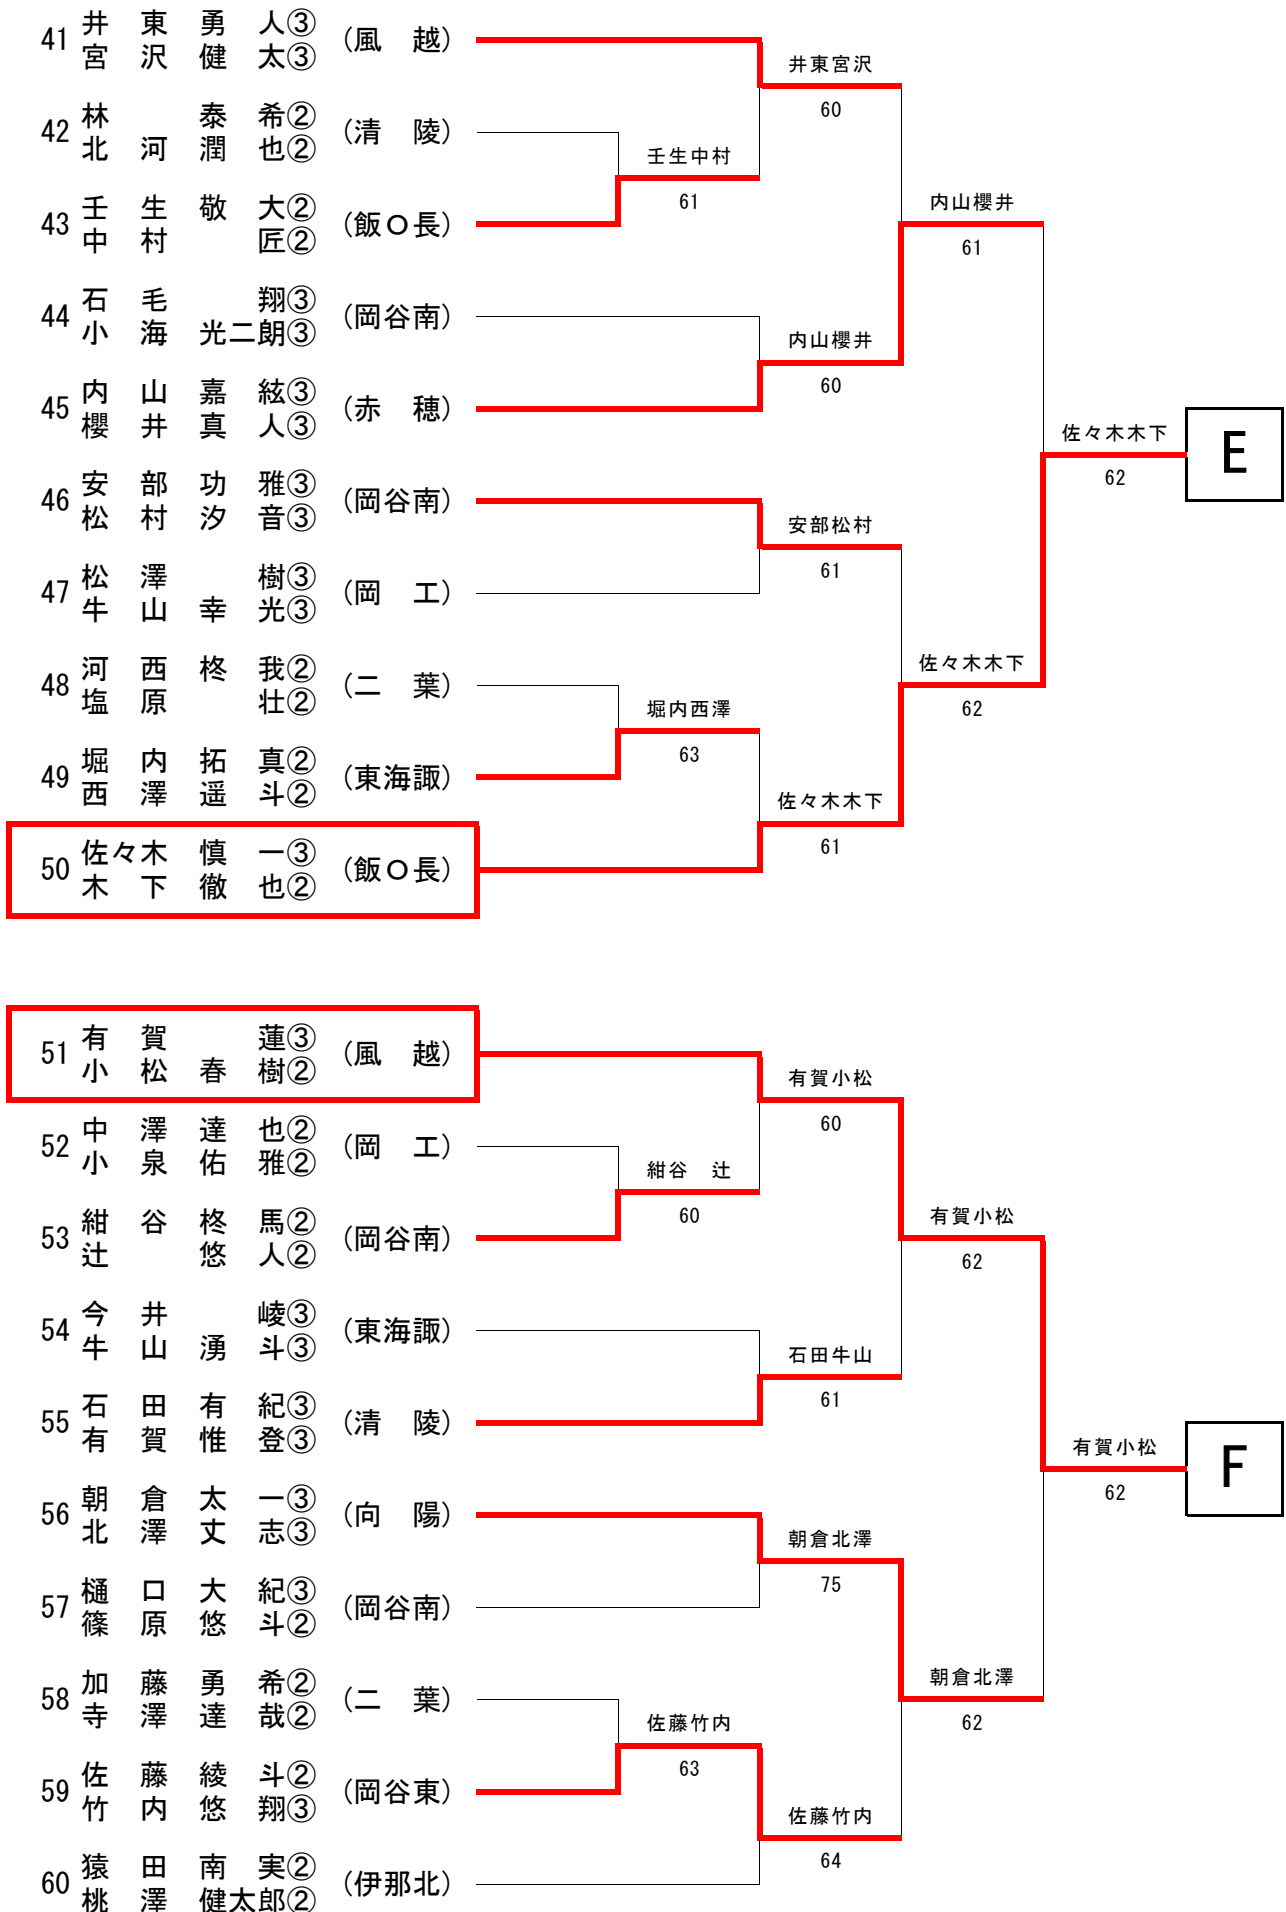 41 井東勇人③ (風 越)
宮沢健太③
井東宮沢
60
42 林 泰希② (清 陵)
北河潤也②
壬生中村
61
43 壬生敬大② (飯O長)
中村 匠②
内山櫻井
61
44 石毛 翔③ (岡谷南)
小海光二朗③
内山櫻井
60
45 内山嘉絃③ (赤 穂)
櫻井真人③
佐々木木下
62
E
46 安部功雅③ (岡谷南)
松村汐音③
安部松村
61
47 松澤 樹③ (岡 工)
牛山幸光③
佐々木木下
62
48 河西柊我② (二 葉)
塩原 壮②
堀内西澤
63
49 堀内拓真② (東海諏)
西澤遥斗②
佐々木木下
61
50 佐々木慎一③ (飯O長)
木下徹也②
51 有賀 蓮③ (風 越)
小松春樹②
有賀小松
60
52 中澤達也② (岡 工)
小泉佑雅②
紺谷 辻
60
53 紺谷柊馬② (岡谷南)
辻 悠人②
有賀小松
62
54 今井 崚③ (東海諏)
牛山湧斗③
石田牛山
61
55 石田有紀③ (清 陵)
有賀惟登③
有賀小松
62
F
56 朝倉太一③ (向 陽)
北澤丈志③
朝倉北澤
75
57 樋口大紀③ (岡谷南)
篠原悠斗②
朝倉北澤
62
58 加藤勇希② (二 葉)
寺澤達哉②
佐藤竹内
63
59 佐藤綾斗② (岡谷東)
竹内悠翔③
佐藤竹内
64
60 猿田南実② (伊那北)
桃澤健太郎②